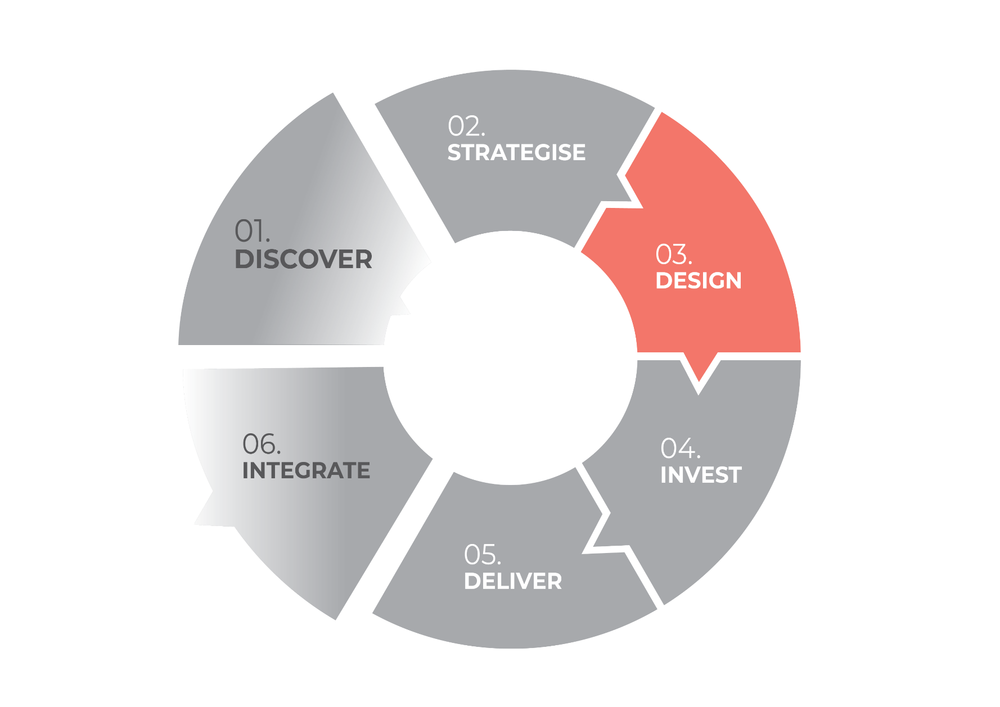 01.
DISCOVER
02.
STRATEGISE
03.
DESIGN
04.
INVEST
05.
DELIVER
06.
INTEGRATE